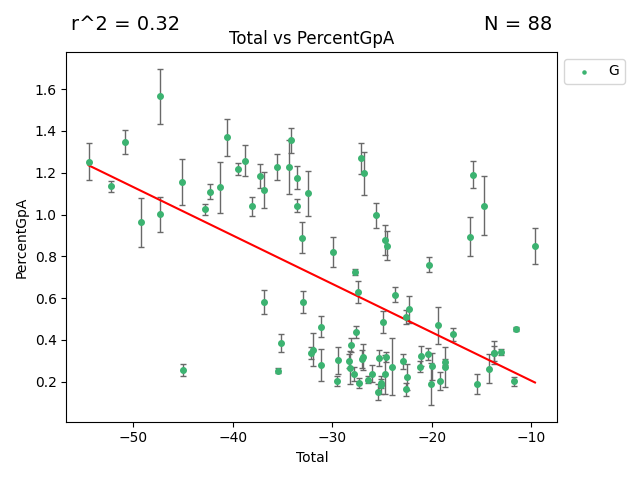 r^2 = 0.32
N = 88
Total vs PercentGpA
G
PercentGpA
1.6
1.4
1.2
1.0
0.8
0.6
0.4
0.2
−50
−40
−30
−20
−10
Total